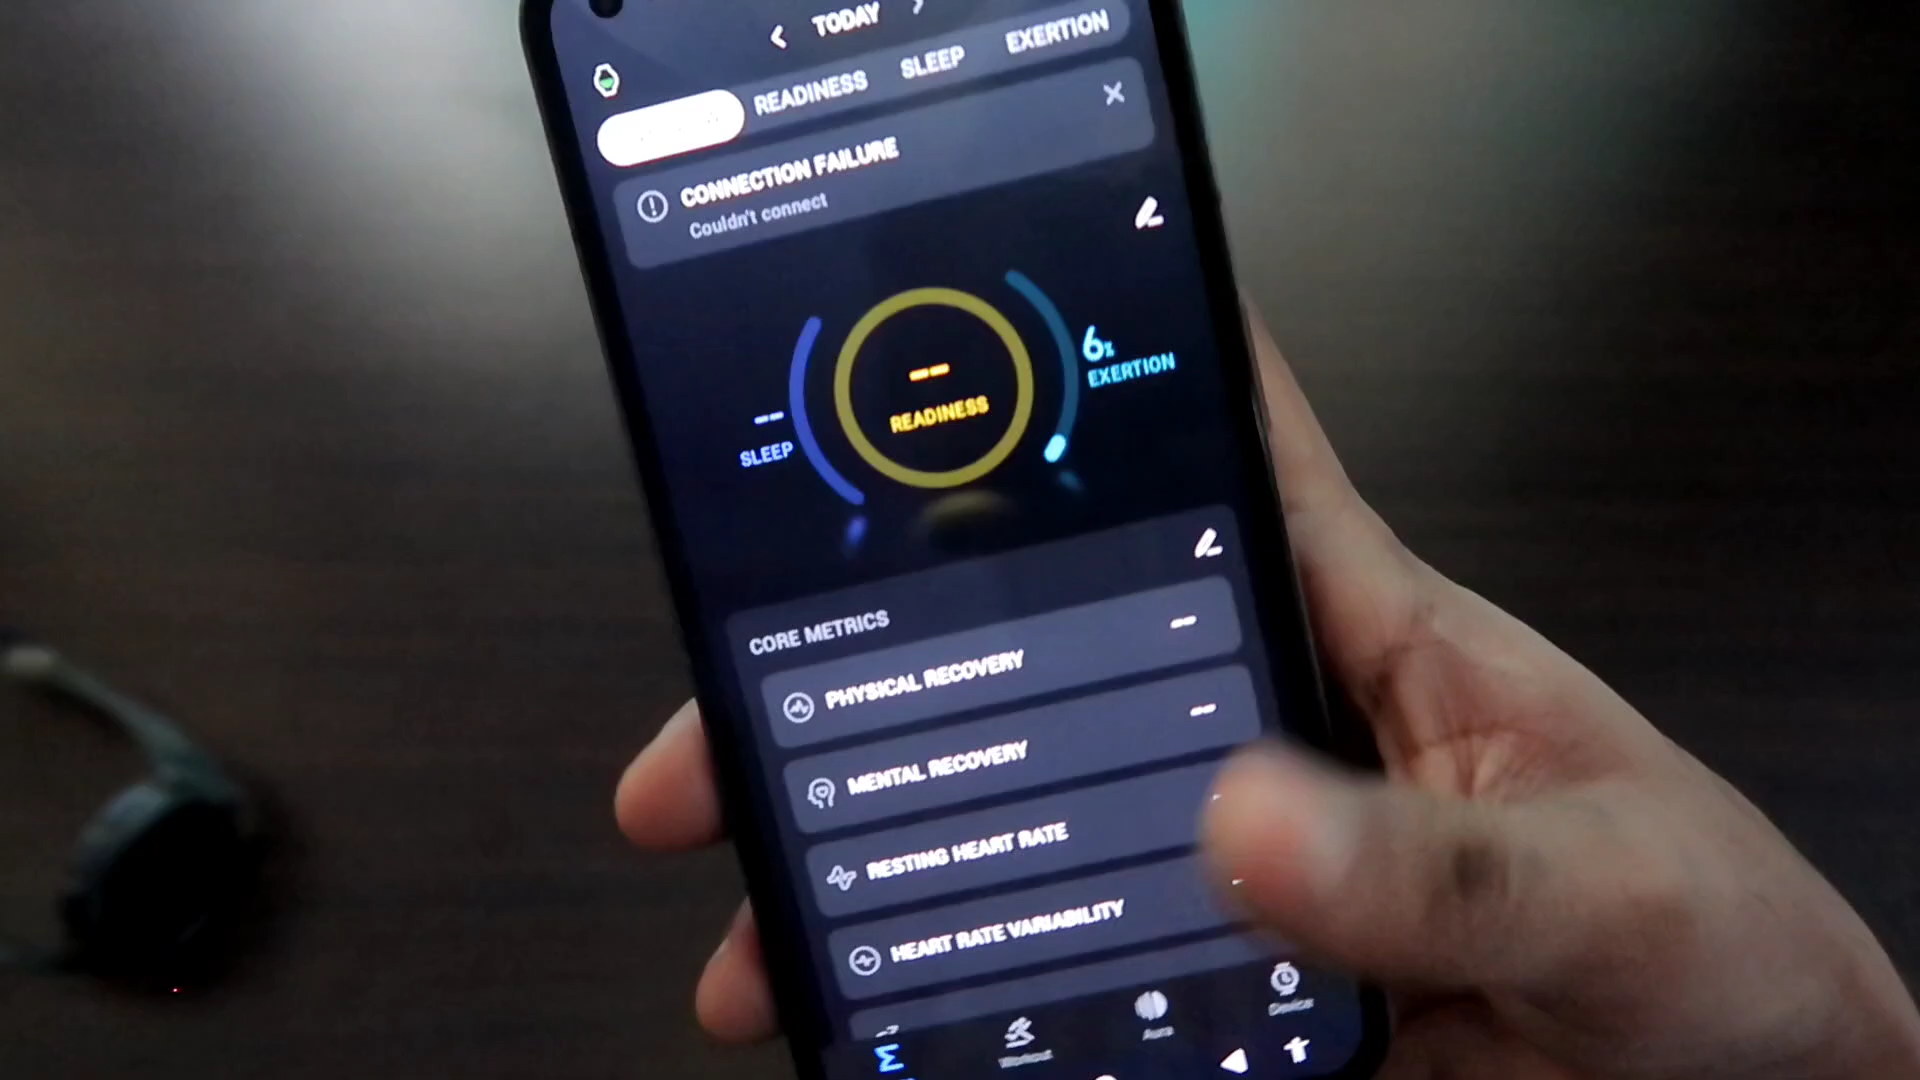 TODAY
READINESS SLEEP EXERTION
CONNECTION FAILURE
Couldn't connect
6%
EXERTION
--
READINESS
--
SLEEP
CORE METRICS
PHYSICAL RECOVERY --
MENTAL RECOVERY --
RESTING HEART RATE
HEART RATE VARIABILITY
Workout Aura Device